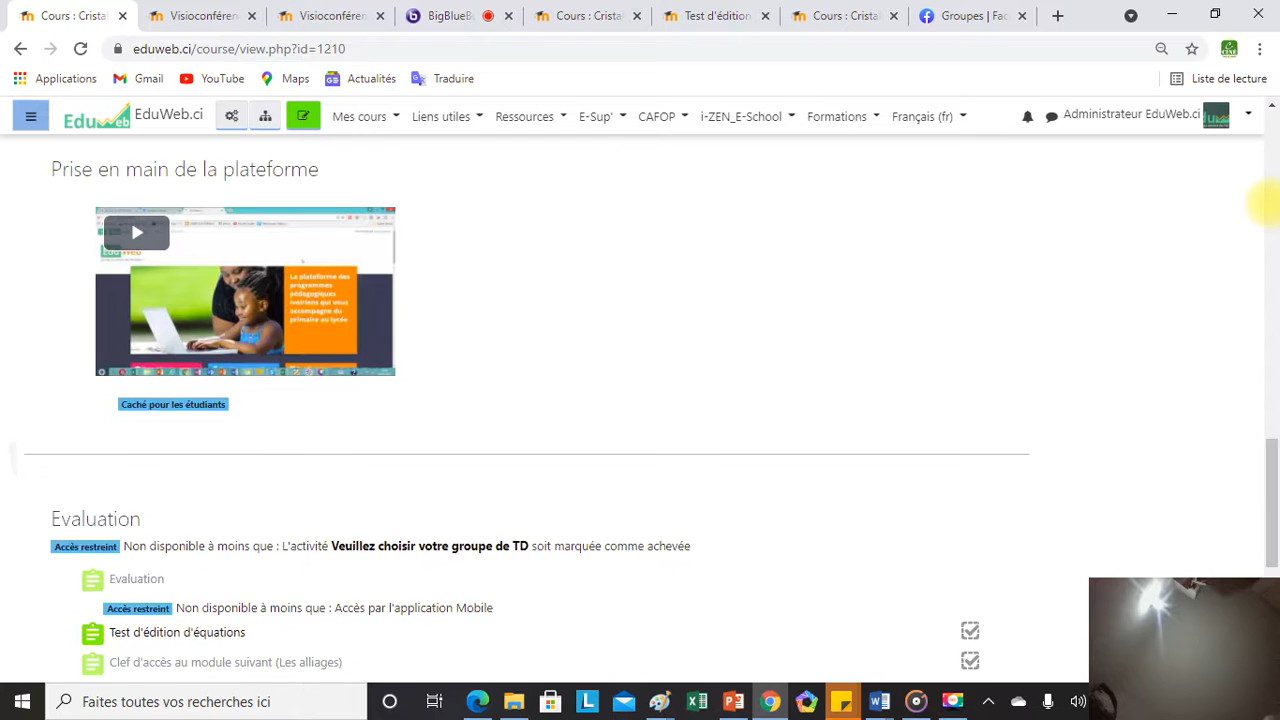 Cours : Cristal
Visioconféren
Visioconféren
BigBlueBu
Cours : Cristal
Test d'édition
Cours : Cristal
Groupes | Fac
eduweb.ci/course/view.php?id=1210
Applications
Gmail
YouTube
Maps
Actualités
Traduire
Liste de lecture
EduWeb
EduWeb.ci
Mes cours
Liens utiles
Ressources
E-Sup'
CAFOP
i-ZEN_E-School
Formations
Français (fr)
Administrateur EduWeb.ci
Prise en main de la plateforme
La plateforme des
programmes
pédagogiques
ivoiriens qui vous
accompagne du
primaire au lycée
Caché pour les étudiants
Evaluation
Accès restreint Non disponible à moins que : L'activité Veuillez choisir votre groupe de TD soit marquée comme achevée
Evaluation
Accès restreint Non disponible à moins que : Accès par l'application Mobile
Test d'édition d'équations
Clef d'accès au module suivant (Les alliages)
Faites toutes vos recherches ici